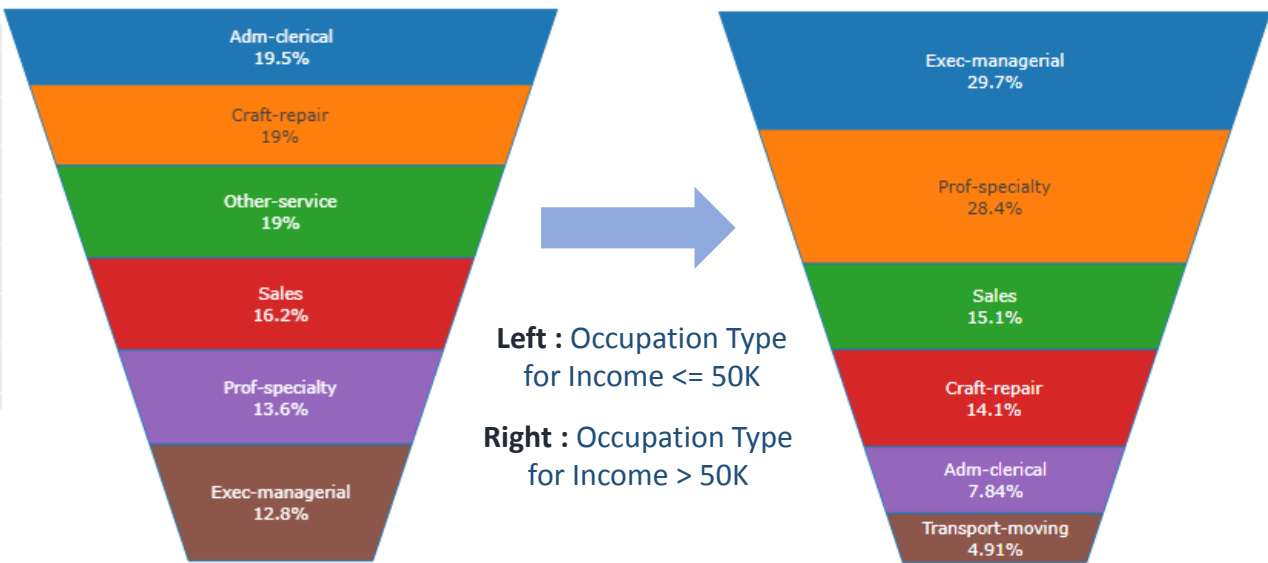 Adm-clerical
19.5%
Craft-repair
19%
Other-service
19%
Sales
16.2%
Prof-specialty
13.6%
Exec-managerial
12.8%
Left : Occupation Type
for Income <= 50K
Right : Occupation Type
for Income > 50K
Exec-managerial
29.7%
Prof-specialty
28.4%
Sales
15.1%
Craft-repair
14.1%
Adm-clerical
7.84%
Transport-moving
4.91%